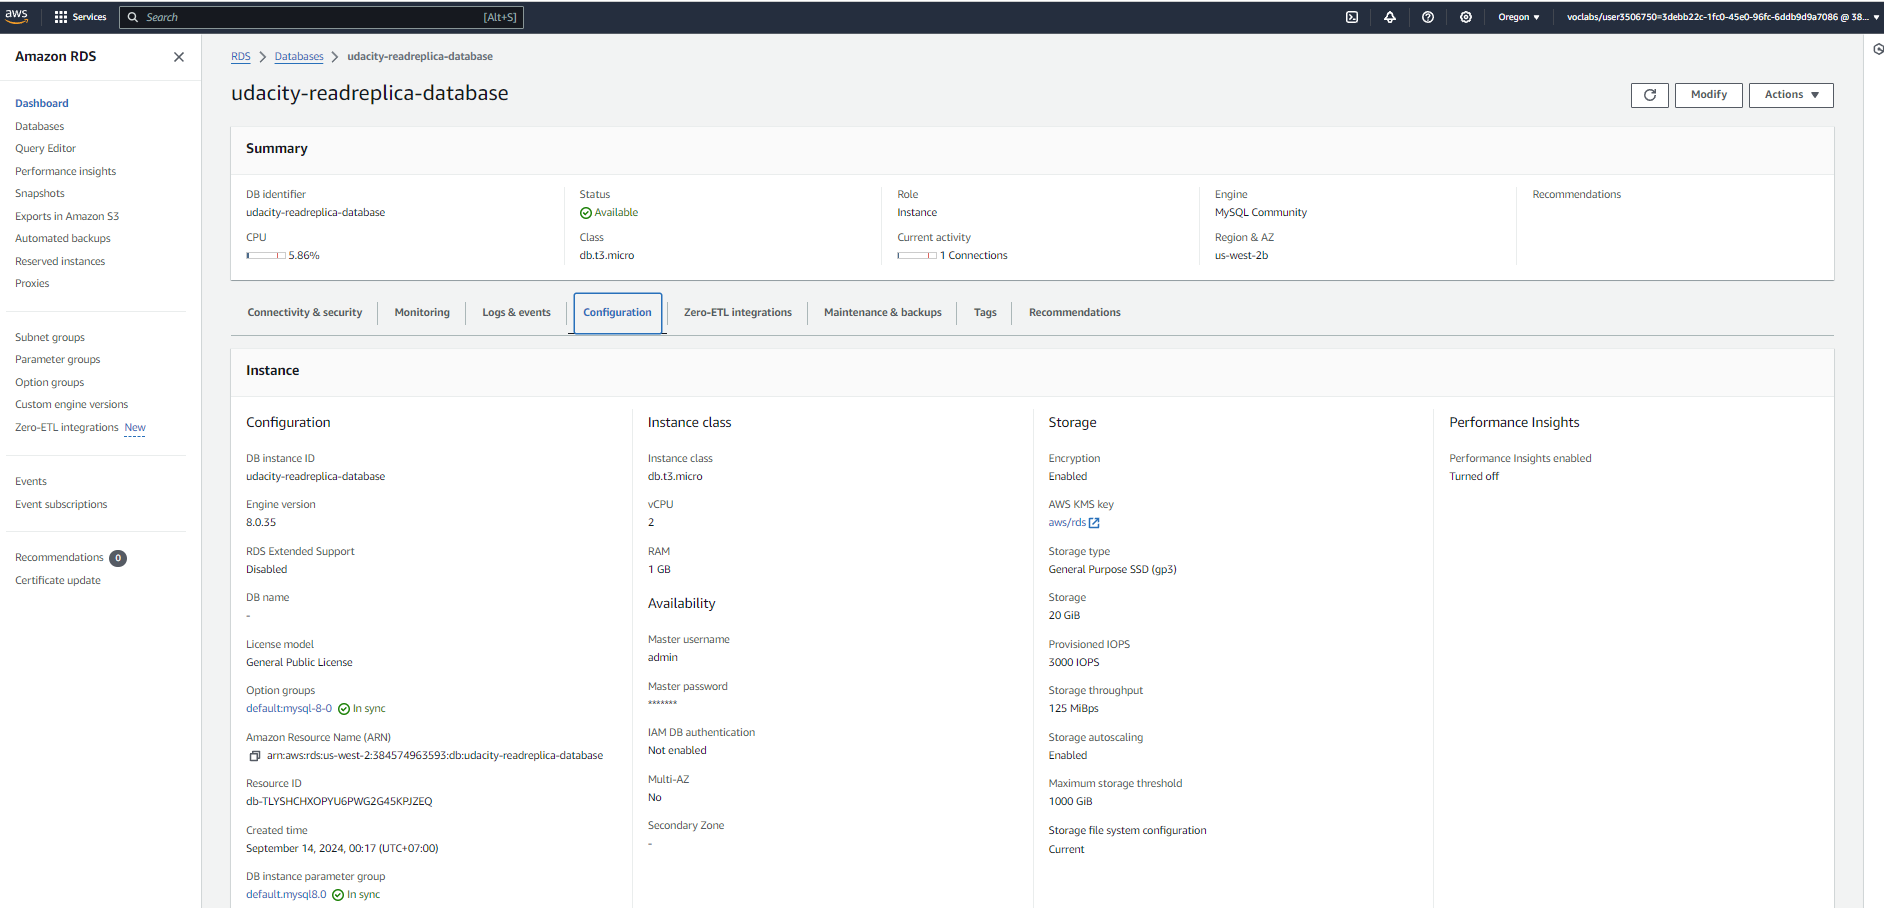 aws
Services
Search
[Alt+S]
Oregon ▼
voclabs/user3506750=3debb22c-1fc0-45e0-96fc-6ddb9d9a7086 @ 38... ▼
Amazon RDS
Dashboard
Databases
Query Editor
Performance insights
Snapshots
Exports in Amazon S3
Automated backups
Reserved instances
Proxies
Subnet groups
Parameter groups
Option groups
Custom engine versions
Zero-ETL integrations New
Events
Event subscriptions
Recommendations 0
Certificate update
RDS > Databases > udacity-readreplica-database
udacity-readreplica-database
Modify
Actions ▼
Summary
DB identifier
udacity-readreplica-database
CPU
5.86%
Status
Available
Class
db.t3.micro
Role
Instance
Current activity
1 Connections
Engine
MySQL Community
Region & AZ
us-west-2b
Recommendations
Connectivity & security
Monitoring
Logs & events
Configuration
Zero-ETL integrations
Maintenance & backups
Tags
Recommendations
Instance
Configuration
DB instance ID
udacity-readreplica-database
Engine version
8.0.35
RDS Extended Support
Disabled
DB name
-
License model
General Public License
Option groups
default:mysql-8-0 In sync
Amazon Resource Name (ARN)
arn:aws:rds:us-west-2:384574963593:db:udacity-readreplica-database
Resource ID
db-TLYSHCHXOPYU6PWG2G45KPJZEQ
Created time
September 14, 2024, 00:17 (UTC+07:00)
DB instance parameter group
default.mysql8.0 In sync
Instance class
Instance class
db.t3.micro
vCPU
2
RAM
1 GB
Availability
Master username
admin
Master password
*******
IAM DB authentication
Not enabled
Multi-AZ
No
Secondary Zone
-
Storage
Encryption
Enabled
AWS KMS key
aws/rds
Storage type
General Purpose SSD (gp3)
Storage
20 GiB
Provisioned IOPS
3000 IOPS
Storage throughput
125 MiBps
Storage autoscaling
Enabled
Maximum storage threshold
1000 GiB
Storage file system configuration
Current
Performance Insights
Performance Insights enabled
Turned off